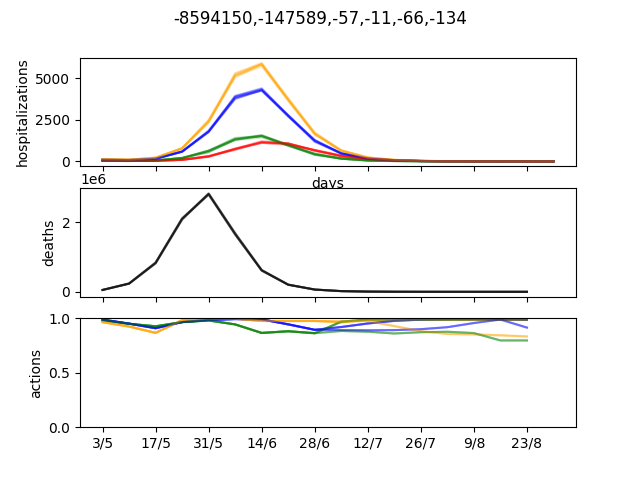 -8594150,-147589,-57,-11,-66,-134
hospitalizations
5000
2500
0
days
1e6
deaths
2
0
actions
1.0
0.5
0.0
3/5 17/5 31/5 14/6 28/6 12/7 26/7 9/8 23/8